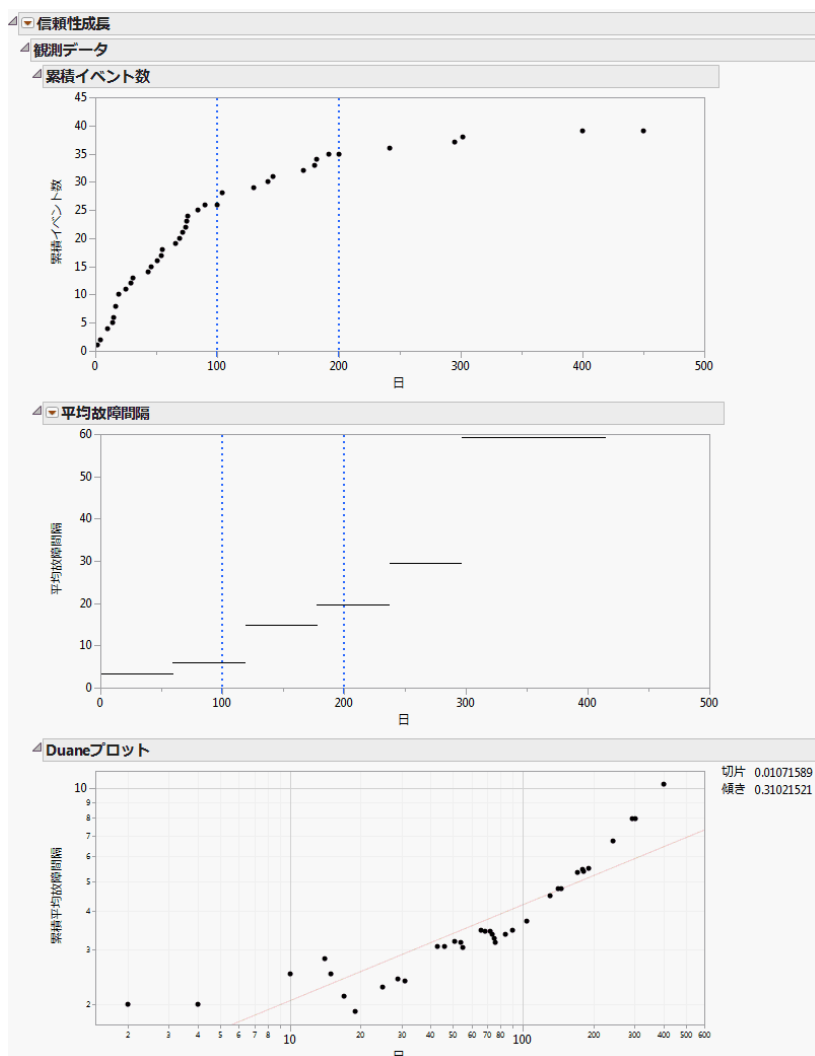 信頼性成長
観測データ
累積イベント数
45
40
35
30
25
20
15
10
5
0
累積イベント数
0 100 200 300 400 500
日
平均故障間隔
60
50
40
30
20
10
0
平均故障間隔
0 100 200 300 400 500
日
Duaneプロット
切片 0.01071589
傾き 0.31021521
10
9
8
7
6
5
4
3
2
累積平均故障間隔
2 3 4 5 6 7 8 10 20 30 40 50 60 70 80 100 200 300 400 500 600
日